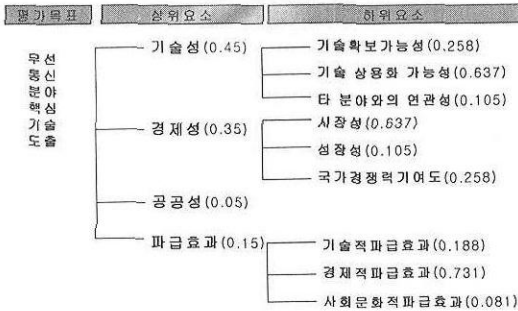 평가목표 상위요소 하위요소
무선
통신
분야
핵심
기술
도출
기술성(0.45)
기술확보가능성(0.258)
기술 상용화 가능성(0.637)
타 분야와의 연관성(0.105)
경제성(0.35)
시장성(0.637)
성장성(0.105)
국가경쟁력기여도(0.258)
공공성(0.05)
파급효과(0.15)
기술적파급효과(0.188)
경제적파급효과(0.731)
사회문화적파급효과(0.081)